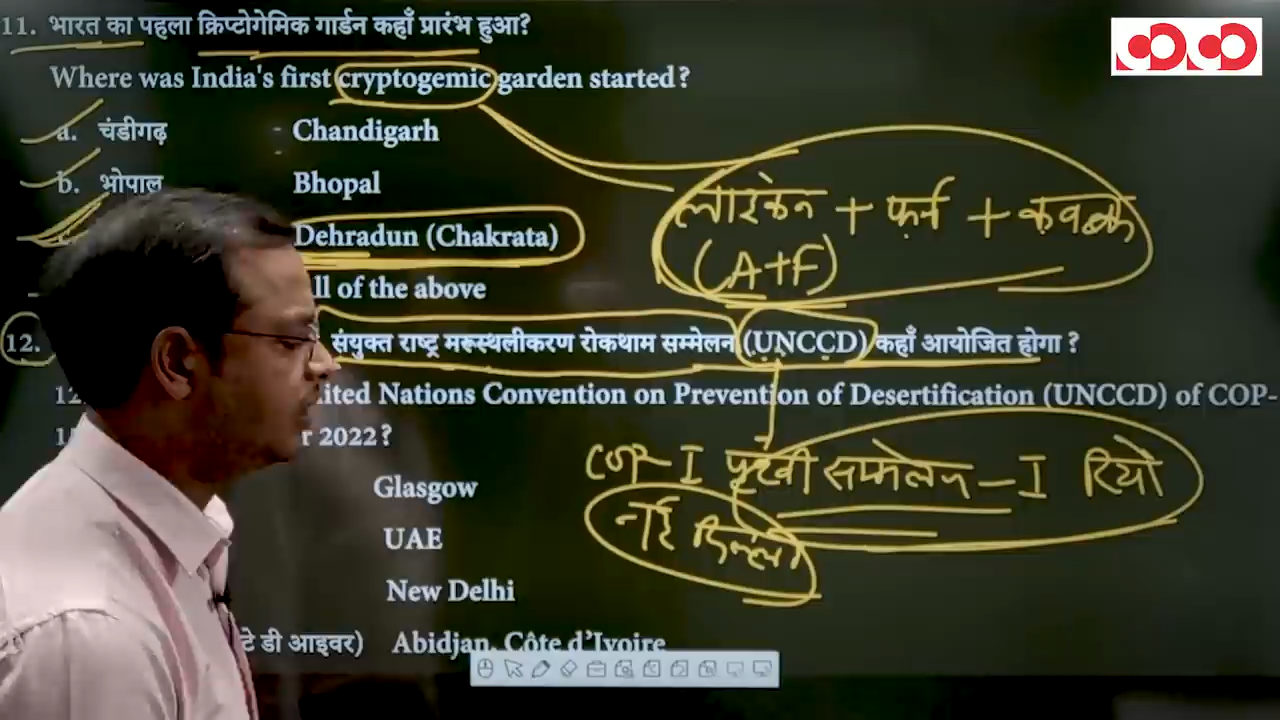 11. भारत का पहला क्रिप्टोगेमिक गार्डन कहाँ प्रारंभ हुआ?
Where was India's first cryptogemic garden started?
a. चंडीगढ़ - Chandigarh
b. भोपाल Bhopal
Dehradun (Chakrata)
ll of the above
लाइकेन + फर्न + कवक
(A+F)
12. संयुक्त राष्ट्र मरूस्थलीकरण रोकथाम सम्मेलन (UNCCD) कहाँ आयोजित होगा ?
12 ited Nations Convention on Prevention of Desertification (UNCCD) of COP-
1 r 2022?
COP-I पृथ्वी सम्मेलन - I रियो
नई दिल्ली
Glasgow
UAE
New Delhi
टे डी आइवर) Abidjan, Côte d'Ivoire